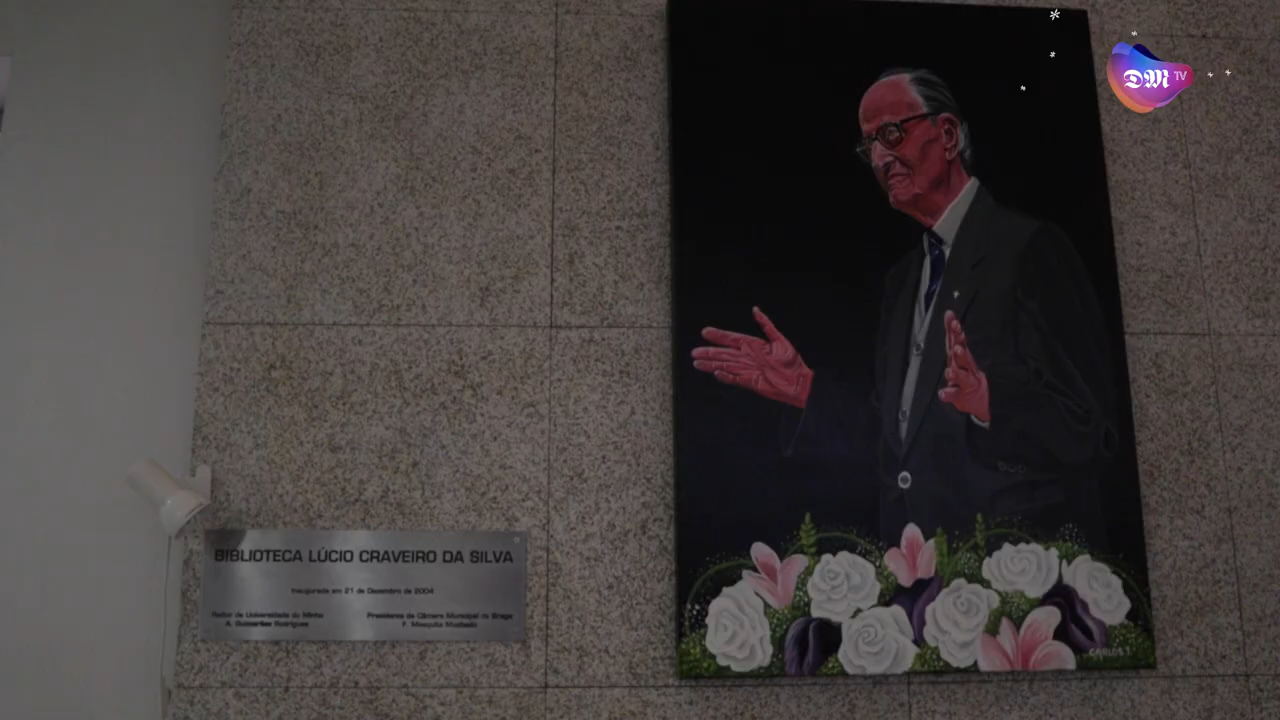 DM TV
BIBLIOTECA LÚCIO CRAVEIRO DA SILVA
Inaugurada em 21 de Dezembro de 2004
Reitor da Universidade do Minho
A. Guimarães Rodrigues
Presidente da Câmara Municipal de Braga
F. Mesquita Machado
CARLOS